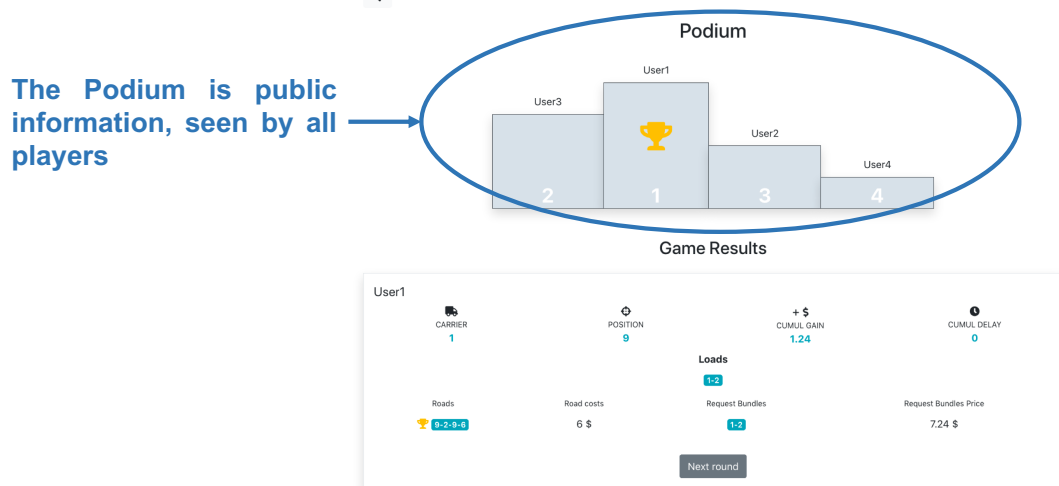 The Podium is public
information, seen by all
players
Podium
User1
User3
User2
User4
2
1
3
4
Game Results
User1
CARRIER
POSITION
+ $
CUMUL GAIN
CUMUL DELAY
1
9
1.24
0
Loads
1-2
Roads
Road costs
Request Bundles
Request Bundles Price
9-2-9-6
6 $
1-2
7.24 $
Next round